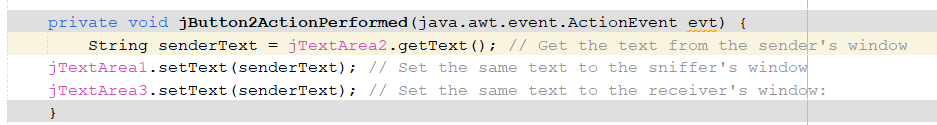 private void jButton2ActionPerformed(java.awt.event.ActionEvent evt) {
String senderText = jTextArea2.getText(); // Get the text from the sender's window
jTextArea1.setText(senderText); // Set the same text to the sniffer's window
jTextArea3.setText(senderText); // Set the same text to the receiver's window:
}